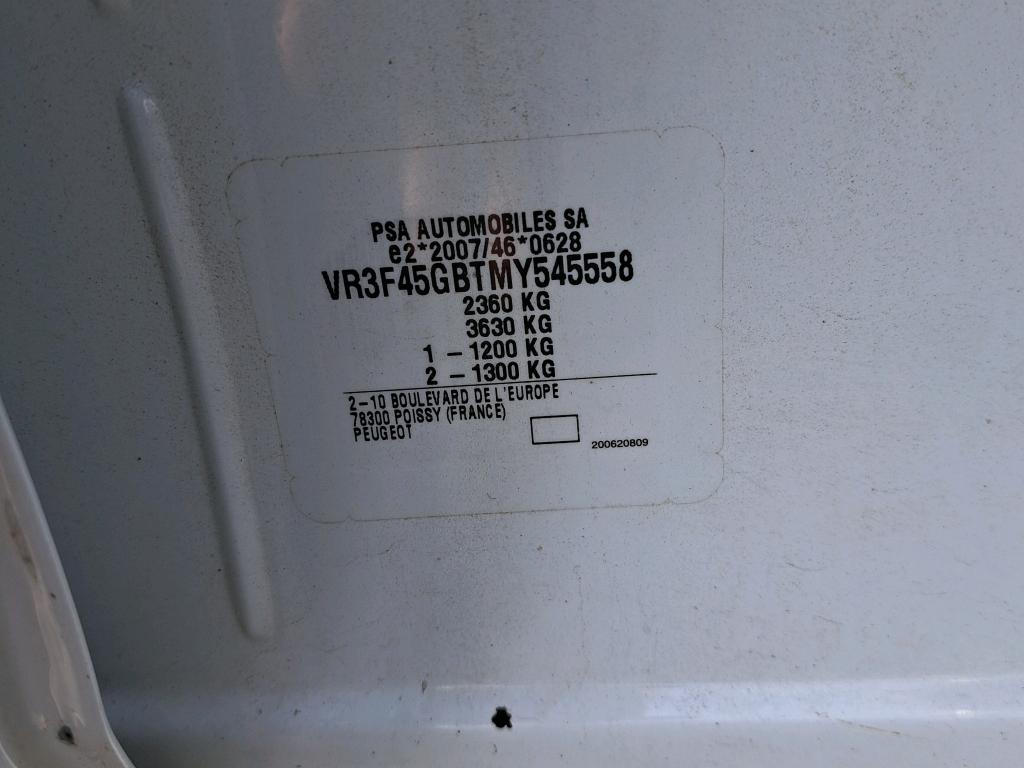 PSA AUTOMOBILES SA
e2*2007/46*0628
VR3F45GBTMY545558
2360 KG
3630 KG
1 - 1200 KG
2 - 1300 KG
2-10 BOULEVARD DE L'EUROPE
78300 POISSY (FRANCE)
PEUGEOT
200620809